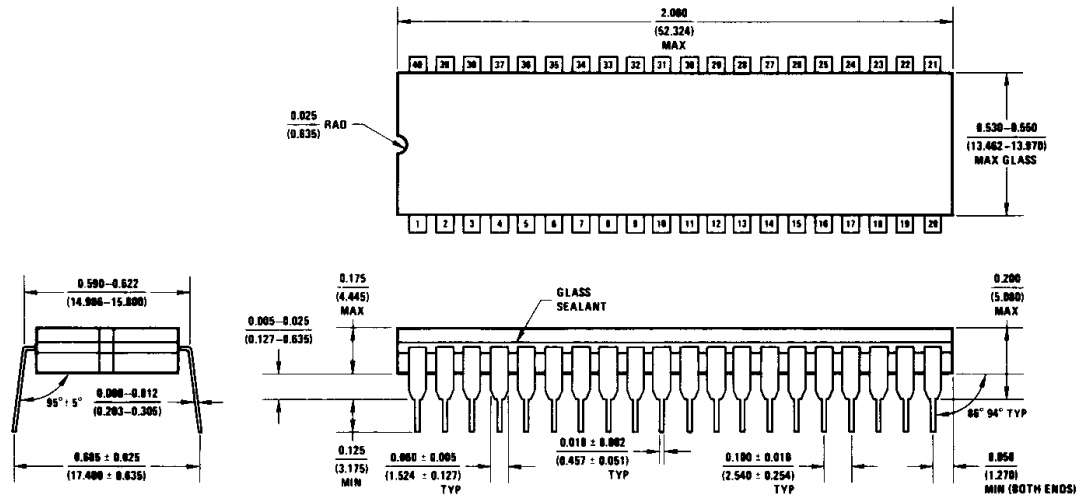 2.060
(52.324)
MAX
40 39 38 37 36 35 34 33 32 31 30 29 28 27 26 25 24 23 22 21
0.025
(0.635) RAD
0.530–0.550
(13.462–13.970)
MAX GLASS
1 2 3 4 5 6 7 8 9 10 11 12 13 14 15 16 17 18 19 20
0.590–0.622
(14.986–15.800)
0.175
(4.445)
MAX
GLASS
SEALANT
0.200
(5.080)
MAX
0.005–0.025
(0.127–0.635)
95° ± 5°
0.008–0.012
(0.203–0.305)
86° 94° TYP
0.685 ± 0.025
(17.400 ± 0.635)
0.125
(3.175)
MIN
0.060 ± 0.005
(1.524 ± 0.127)
TYP
0.018 ± 0.002
(0.457 ± 0.051)
TYP
0.100 ± 0.010
(2.540 ± 0.254)
TYP
0.050
(1.270)
MIN (BOTH ENDS)